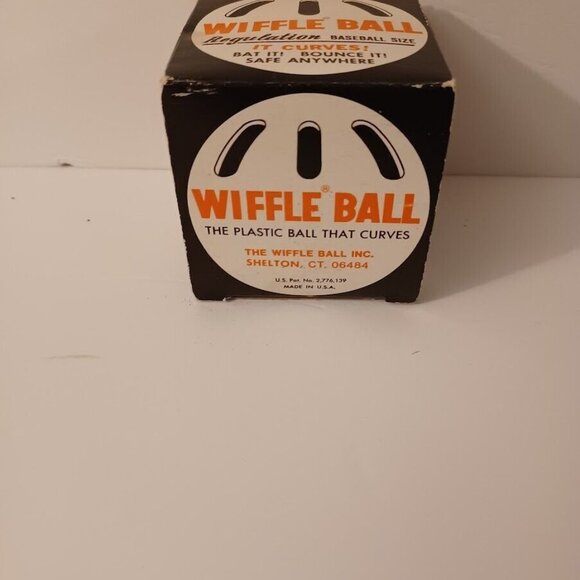 WIFFLE® BALL
Regulation BASEBALL SIZE
IT CURVES!
BAT IT! BOUNCE IT!
SAFE ANYWHERE
WIFFLE® BALL
THE PLASTIC BALL THAT CURVES
THE WIFFLE BALL INC.
SHELTON, CT. 06484
U.S. Pat. No. 2,776,139
MADE IN U.S.A.